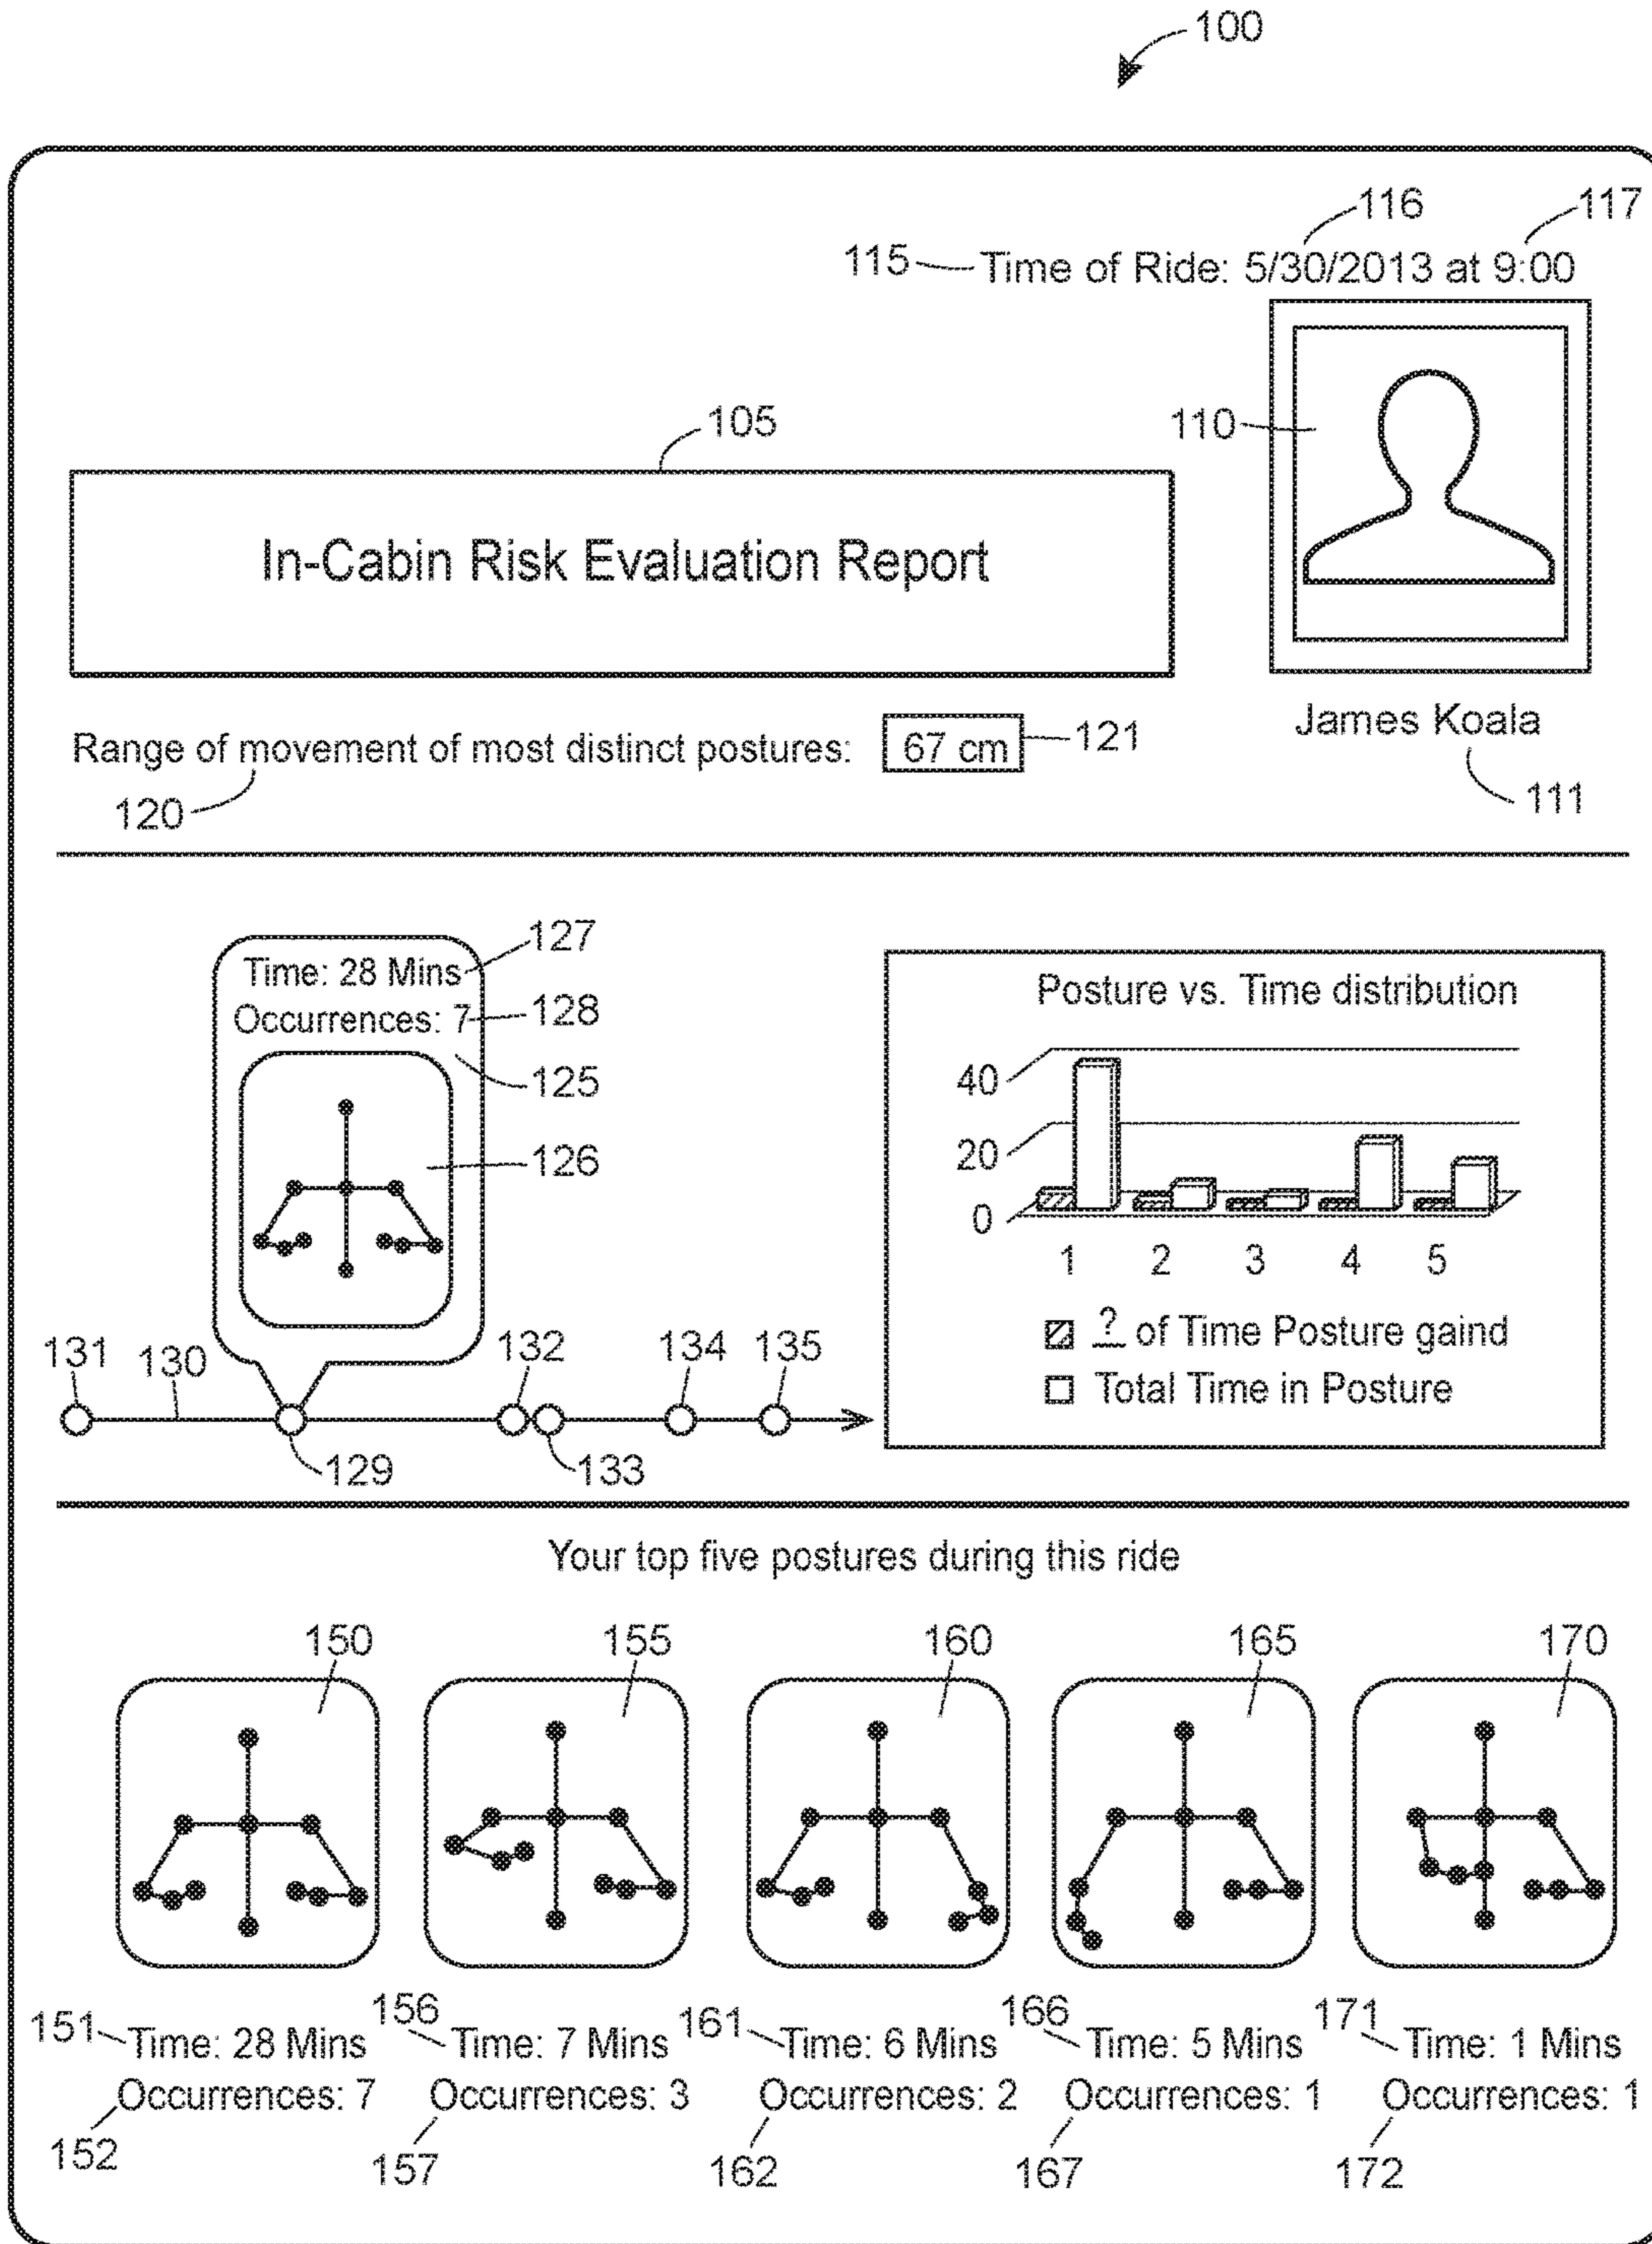 100
116
117
115
Time of Ride: 5/30/2013 at 9:00
105
110
In-Cabin Risk Evaluation Report
James Koala
111
Range of movement of most distinct postures:
67 cm
121
120
127
Time: 28 Mins
Occurrences: 7
128
125
126
131
130
132
134
135
129
133
Posture vs. Time distribution
40
20
0
1 2 3 4 5
? of Time Posture gaind
Total Time in Posture
Your top five postures during this ride
150 155 160 165 170
151 156 161 166 171
Time: 28 Mins Time: 7 Mins Time: 6 Mins Time: 5 Mins Time: 1 Mins
Occurrences: 7 Occurrences: 3 Occurrences: 2 Occurrences: 1 Occurrences: 1
152 157 162 167 172